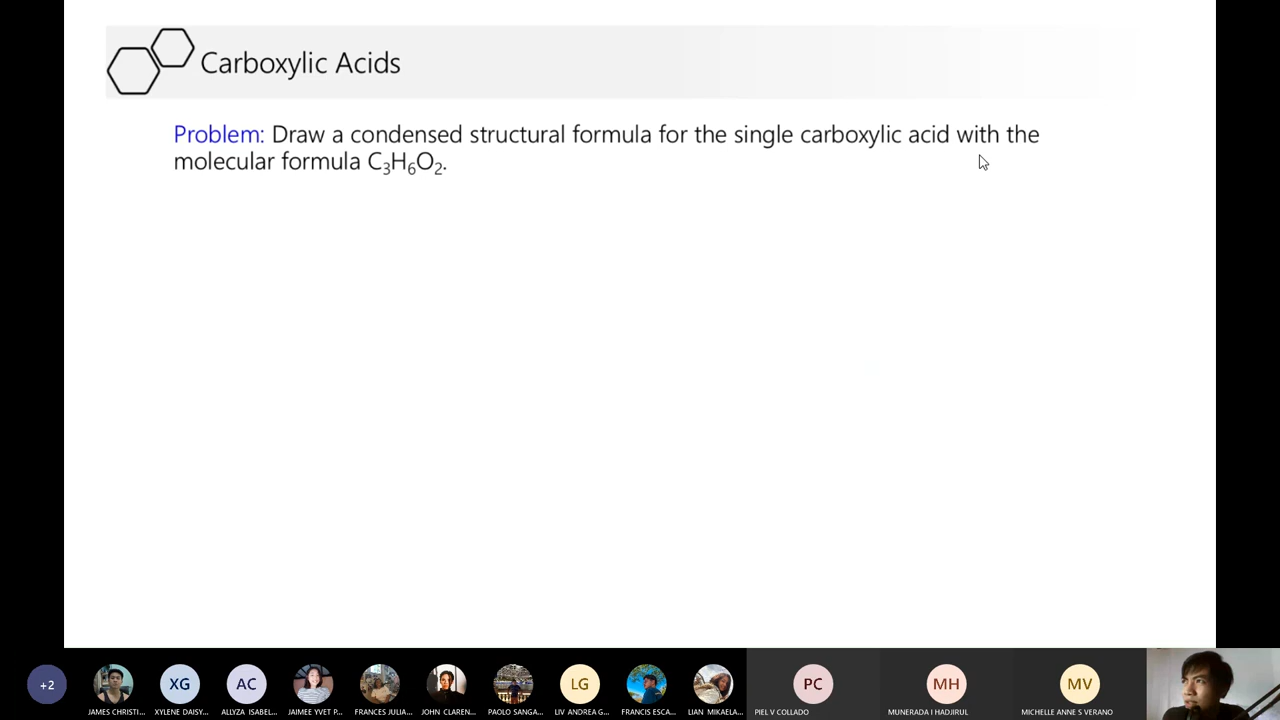 Carboxylic Acids
Problem: Draw a condensed structural formula for the single carboxylic acid with the
molecular formula C₃H₆O₂.
+2
XG
AC
LG
PC
MH
MV
JAMES CHRISTI...
XYLENE DAISY...
ALLYZA ISABEL...
JAIMEE YVET P...
FRANCES JULIA...
JOHN CLAREN...
PAOLO SANGA...
LIV ANDREA G...
FRANCIS ESCA...
LIAN MIKAELA...
PIEL V COLLADO
MUNERADA I HADJIRUL
MICHELLE ANNE S VERANO